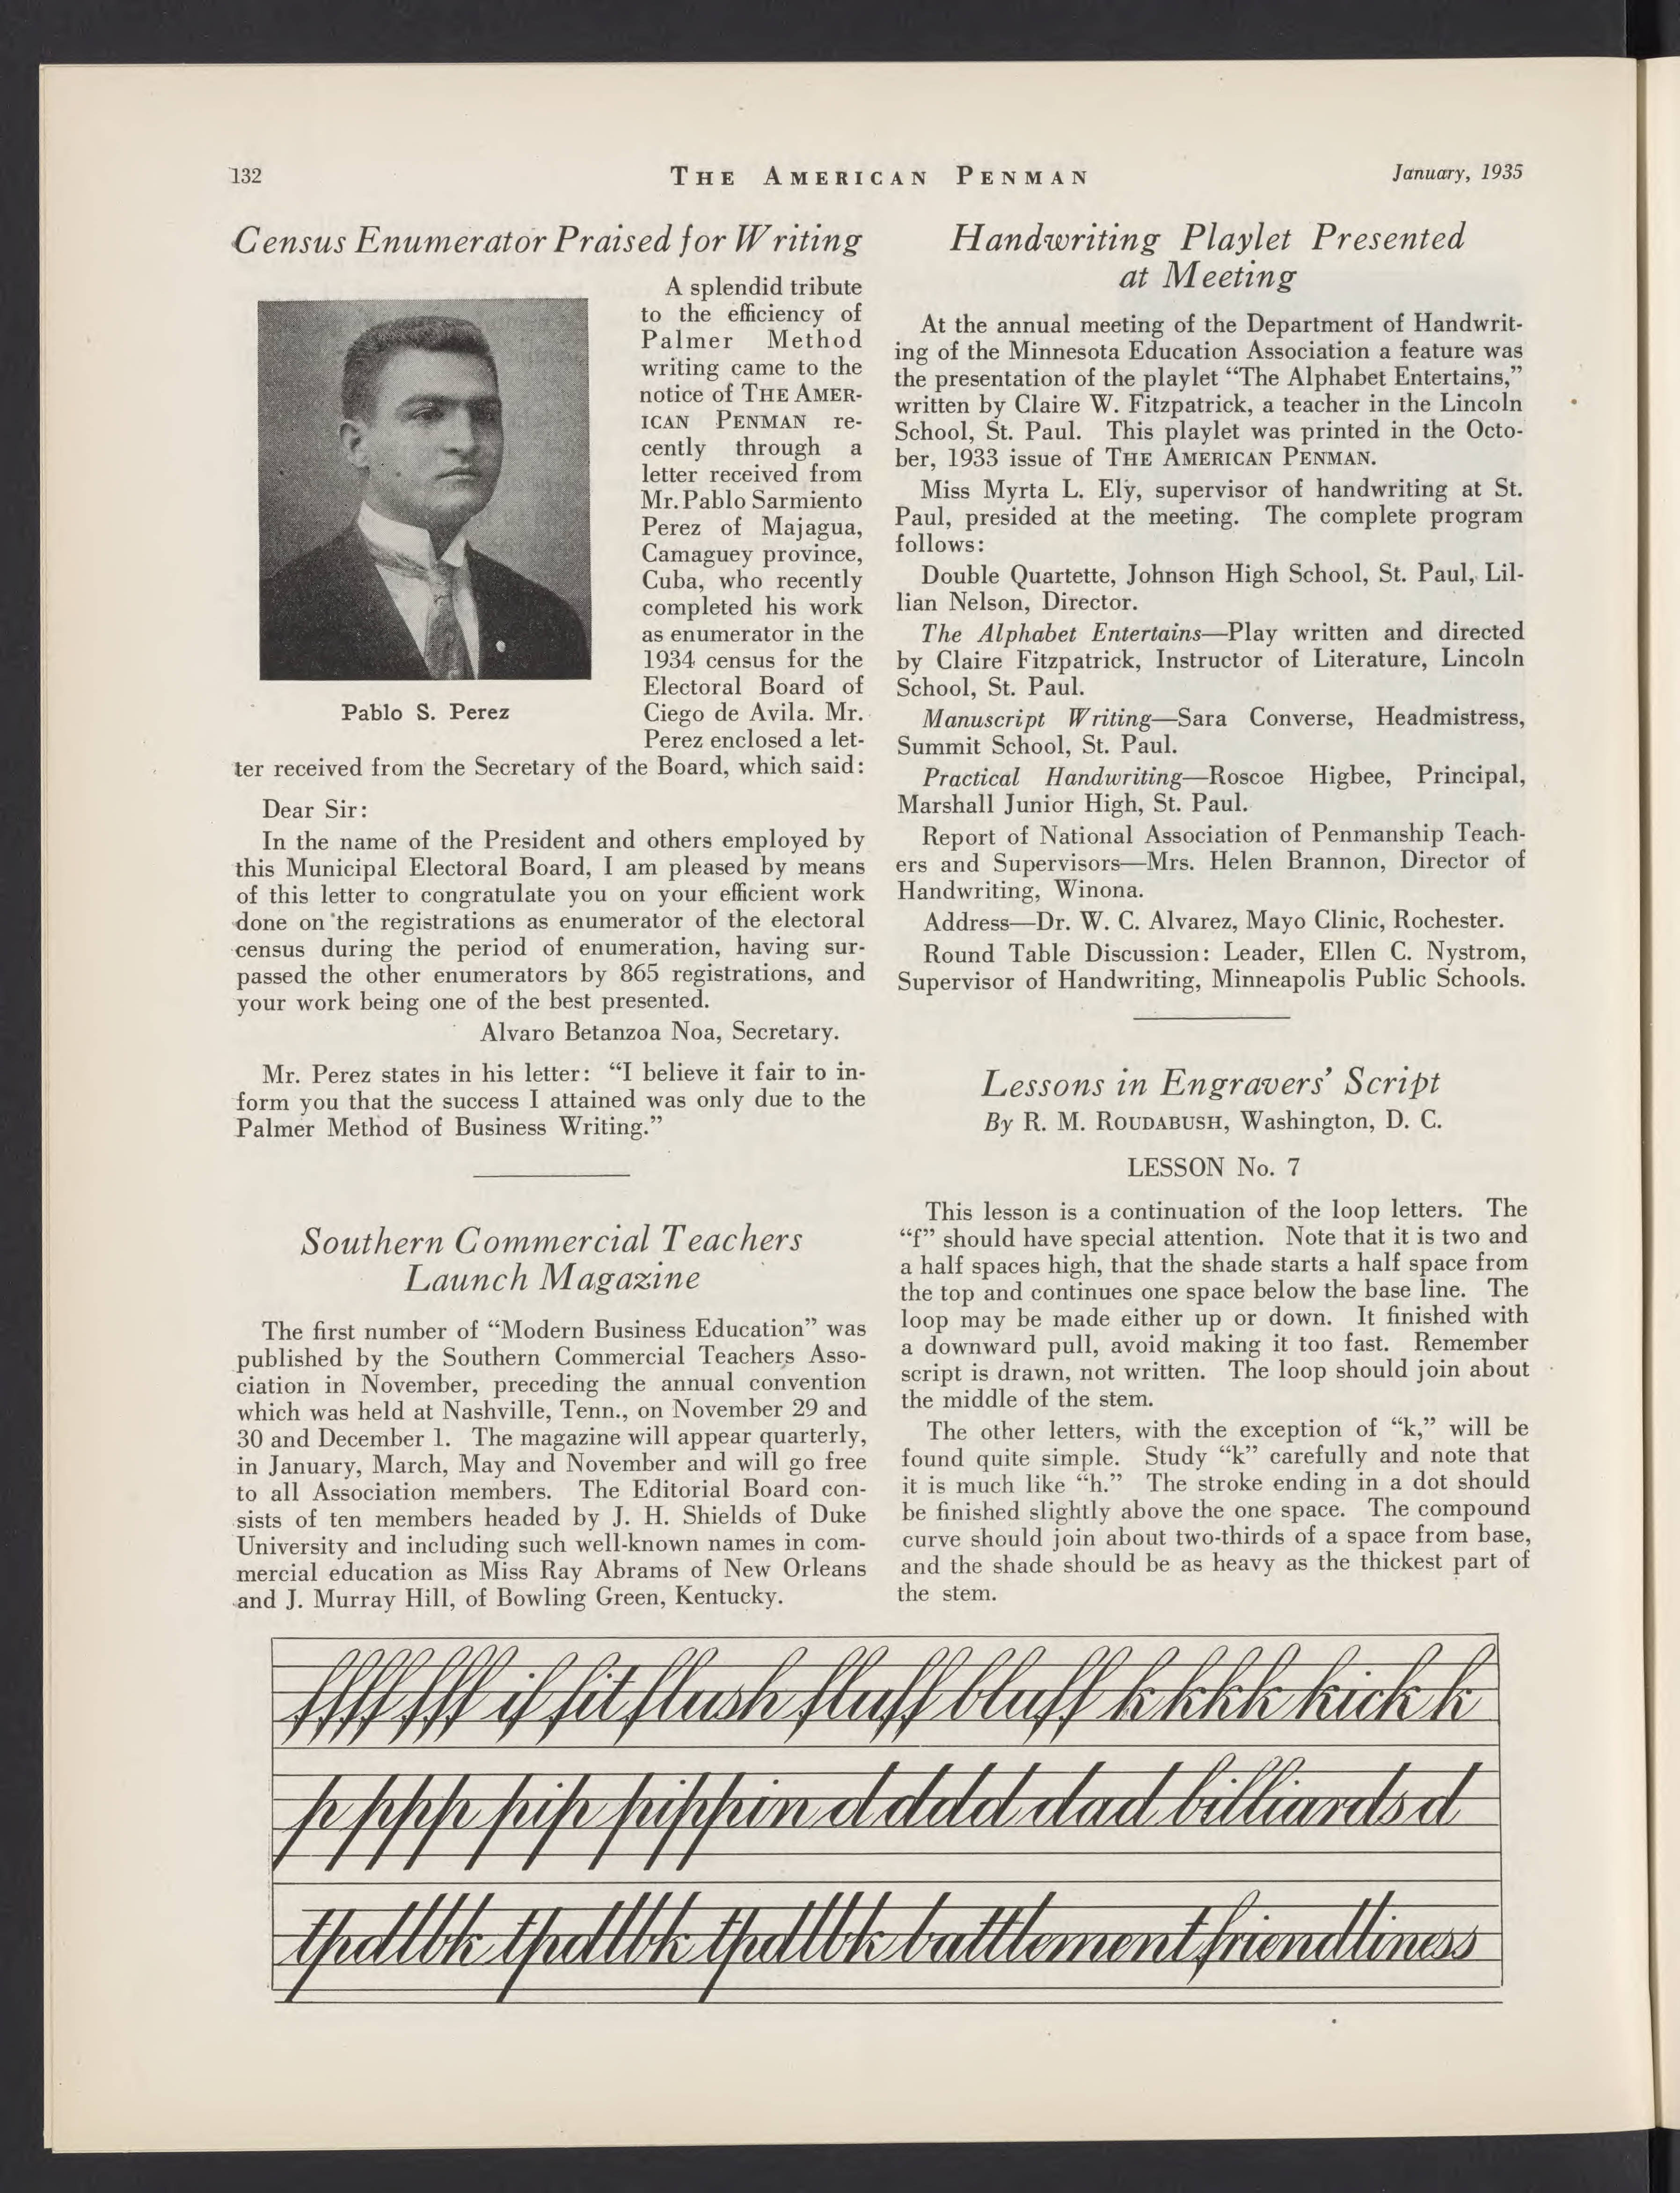 132
THE AMERICAN PENMAN
January, 1935
Census Enumerator Praised for Writing
A splendid tribute
to the efficiency of
Palmer Method
writing came to the
notice of THE AMER-
ICAN PENMAN re-
cently through a
letter received from
Mr. Pablo Sarmiento
Perez of Majagua,
Camaguey province,
Cuba, who recently
completed his work
as enumerator in the
1934 census for the
Electoral Board of
Ciego de Avila. Mr.
Perez enclosed a let-
Pablo S. Perez
ter received from the Secretary of the Board, which said:
Dear Sir:
In the name of the President and others employed by
this Municipal Electoral Board, I am pleased by means
of this letter to congratulate you on your efficient work
done on the registrations as enumerator of the electoral
census during the period of enumeration, having sur-
passed the other enumerators by 865 registrations, and
your work being one of the best presented.
Alvaro Betanzoa Noa, Secretary.
Mr. Perez states in his letter: “I believe it fair to in-
form you that the success I attained was only due to the
Palmer Method of Business Writing.”
Southern Commercial Teachers
Launch Magazine
The first number of “Modern Business Education” was
published by the Southern Commercial Teachers Asso-
ciation in November, preceding the annual convention
which was held at Nashville, Tenn., on November 29 and
30 and December 1. The magazine will appear quarterly,
in January, March, May and November and will go free
to all Association members. The Editorial Board con-
sists of ten members headed by J. H. Shields of Duke
University and including such well-known names in com-
mercial education as Miss Ray Abrams of New Orleans
and J. Murray Hill, of Bowling Green, Kentucky.
Handwriting Playlet Presented
at Meeting
At the annual meeting of the Department of Handwrit-
ing of the Minnesota Education Association a feature was
the presentation of the playlet “The Alphabet Entertains,”
written by Claire W. Fitzpatrick, a teacher in the Lincoln
School, St. Paul. This playlet was printed in the Octo-
ber, 1933 issue of THE AMERICAN PENMAN.
Miss Myrta L. Ely, supervisor of handwriting at St.
Paul, presided at the meeting. The complete program
follows:
Double Quartette, Johnson High School, St. Paul, Lil-
lian Nelson, Director.
The Alphabet Entertains—Play written and directed
by Claire Fitzpatrick, Instructor of Literature, Lincoln
School, St. Paul.
Manuscript Writing—Sara Converse, Headmistress,
Summit School, St. Paul.
Practical Handwriting—Roscoe Higbee, Principal,
Marshall Junior High, St. Paul.
Report of National Association of Penmanship Teach-
ers and Supervisors—Mrs. Helen Brannon, Director of
Handwriting, Winona.
Address—Dr. W. C. Alvarez, Mayo Clinic, Rochester.
Round Table Discussion: Leader, Ellen C. Nystrom,
Supervisor of Handwriting, Minneapolis Public Schools.
Lessons in Engravers’ Script
By R. M. ROUDABUSH, Washington, D. C.
LESSON No. 7
This lesson is a continuation of the loop letters. The
“f” should have special attention. Note that it is two and
a half spaces high, that the shade starts a half space from
the top and continues one space below the base line. The
loop may be made either up or down. It finished with
a downward pull, avoid making it too fast. Remember
script is drawn, not written. The loop should join about
the middle of the stem.
The other letters, with the exception of “k,” will be
found quite simple. Study “k” carefully and note that
it is much like “h.” The stroke ending in a dot should
be finished slightly above the one space. The compound
curve should join about two-thirds of a space from base,
and the shade should be as heavy as the thickest part of
the stem.
ffff fff if fit flush fluff bluff k kkk kick k
p ppp pip pippin d dddd dad billiards d
tpdlbk tpdlbk tpdlbk battlement friendliness